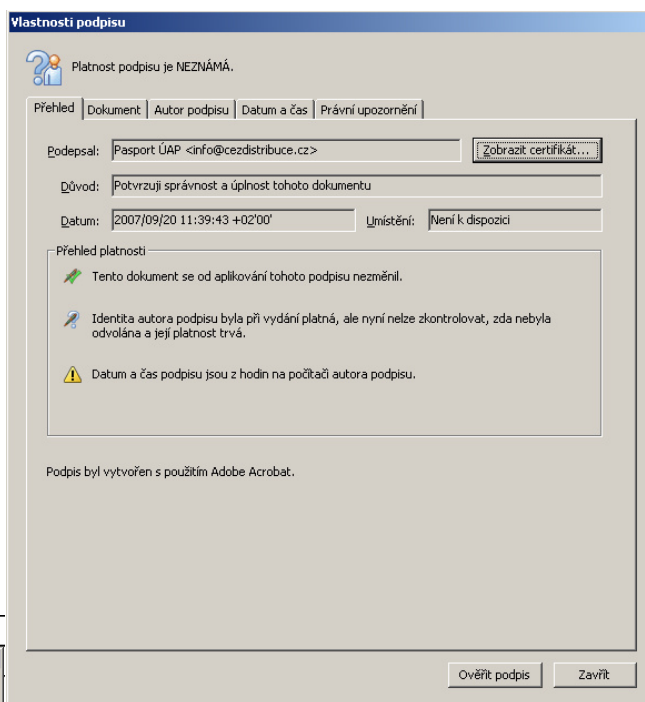 Vlastnosti podpisu
Platnost podpisu je NEZNÁMÁ.
Přehled Dokument Autor podpisu Datum a čas Právní upozornění
Podepsal: Pasport ÚAP <info@cezdistribuce.cz> Zobrazit certifikát...
Důvod: Potvrzuji správnost a úplnost tohoto dokumentu
Datum: 2007/09/20 11:39:43 +02'00' Umístění: Není k dispozici
Přehled platnosti
Tento dokument se od aplikování tohoto podpisu nezměnil.
Identita autora podpisu byla při vydání platná, ale nyní nelze zkontrolovat, zda nebyla
odvolána a její platnost trvá.
Datum a čas podpisu jsou z hodin na počítači autora podpisu.
Podpis byl vytvořen s použitím Adobe Acrobat.
Ověřit podpis Zavřít